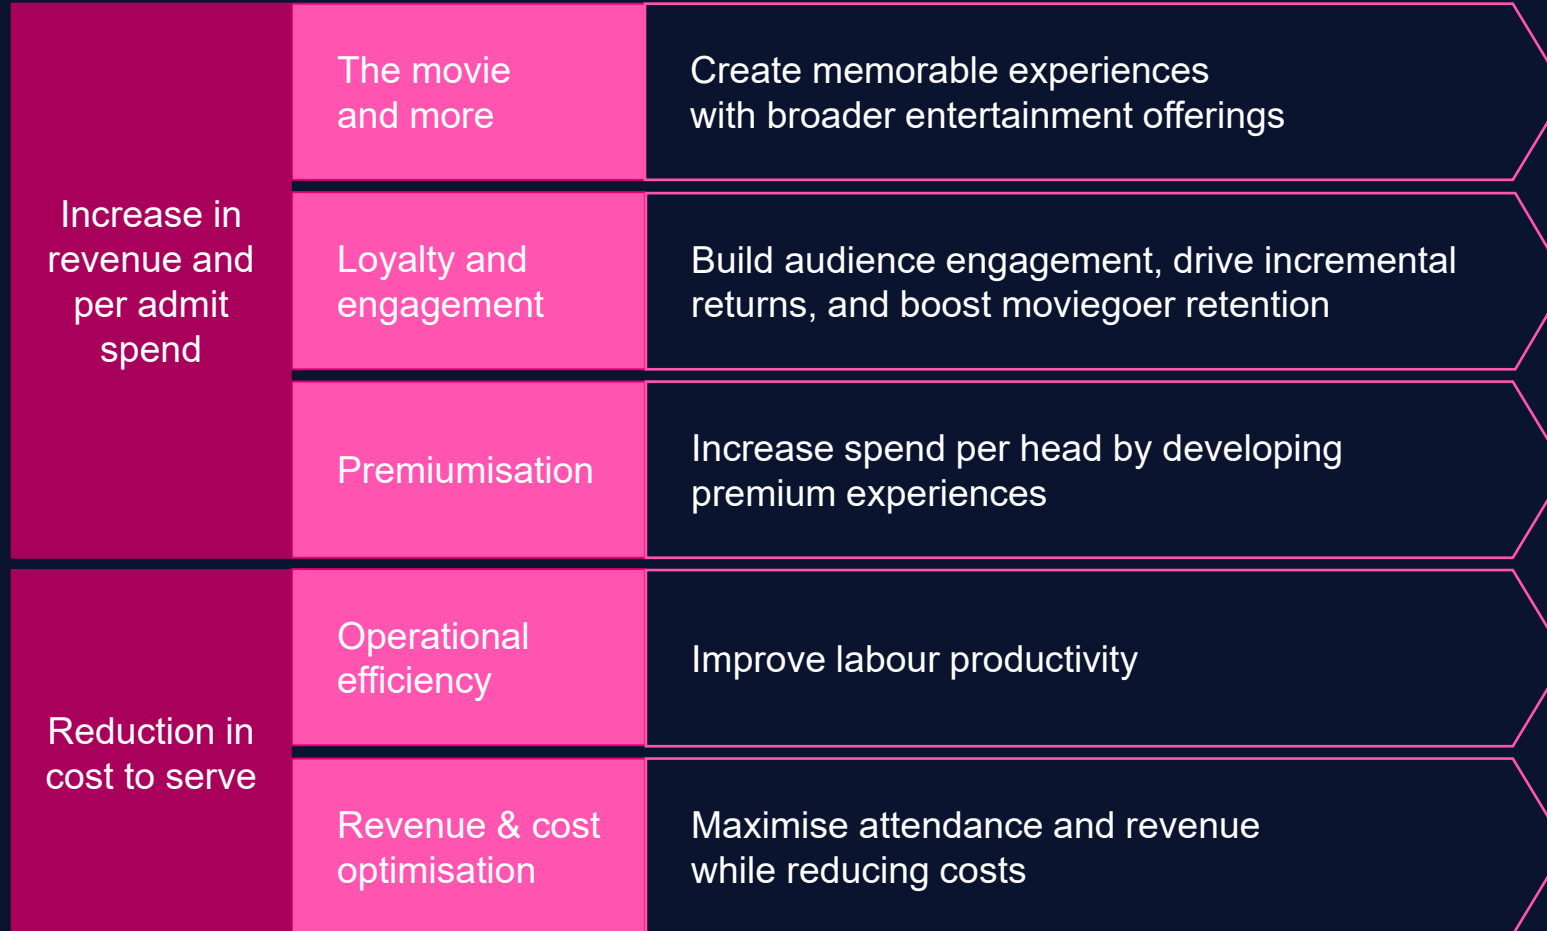 Increase in
revenue and
per admit
spend
The movie
and more
Create memorable experiences
with broader entertainment offerings
Loyalty and
engagement
Build audience engagement, drive incremental
returns, and boost moviegoer retention
Premiumisation
Increase spend per head by developing
premium experiences
Reduction in
cost to serve
Operational
efficiency
Improve labour productivity
Revenue & cost
optimisation
Maximise attendance and revenue
while reducing costs